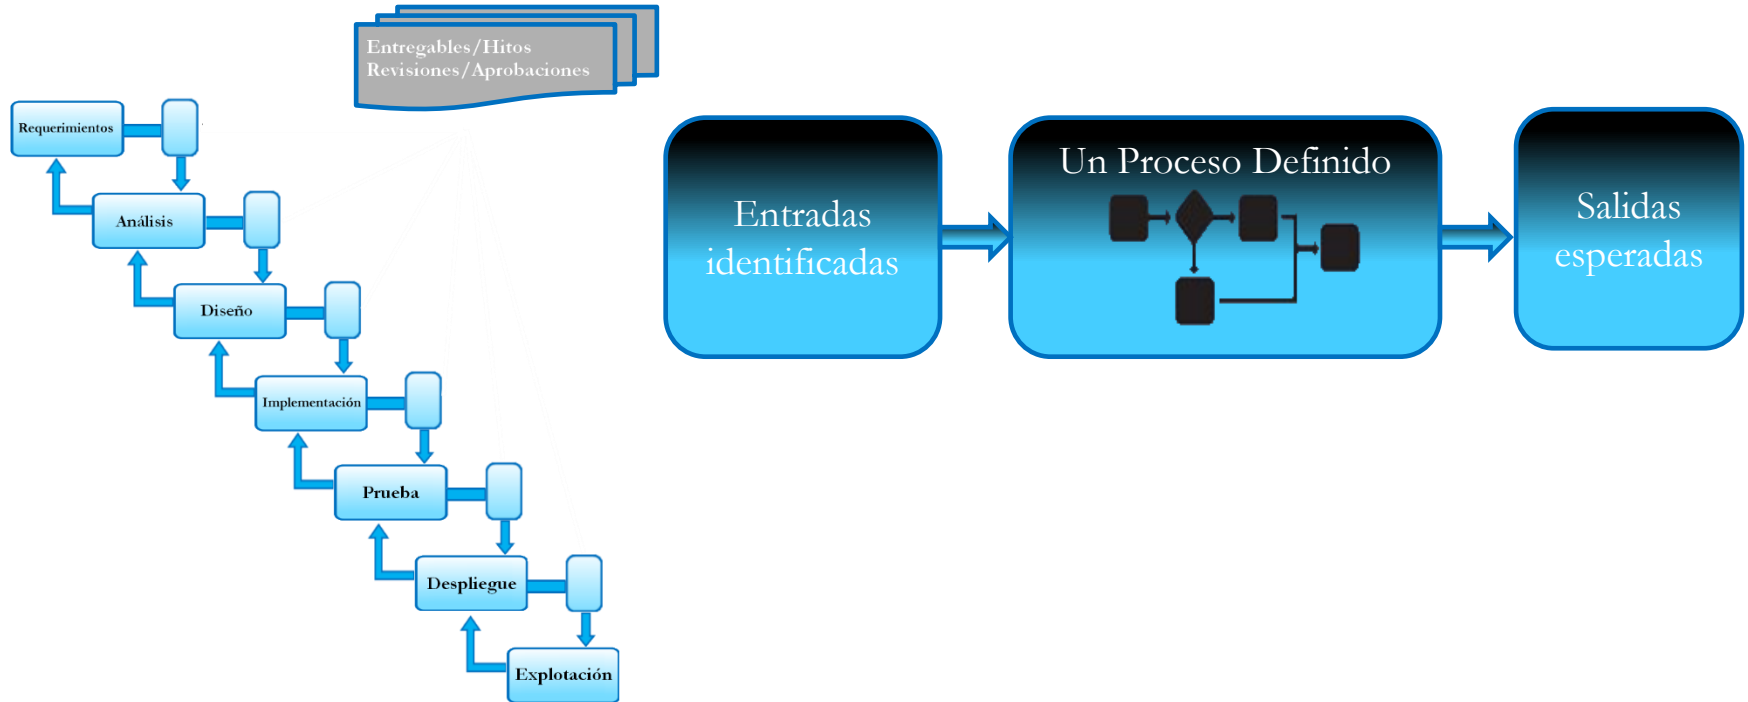 Entregables/Hitos
Revisiones/Aprobaciones
Requerimientos
Análisis
Diseño
Implementación
Prueba
Despliegue
Explotación
Entradas
identificadas
Un Proceso Definido
Salidas
esperadas